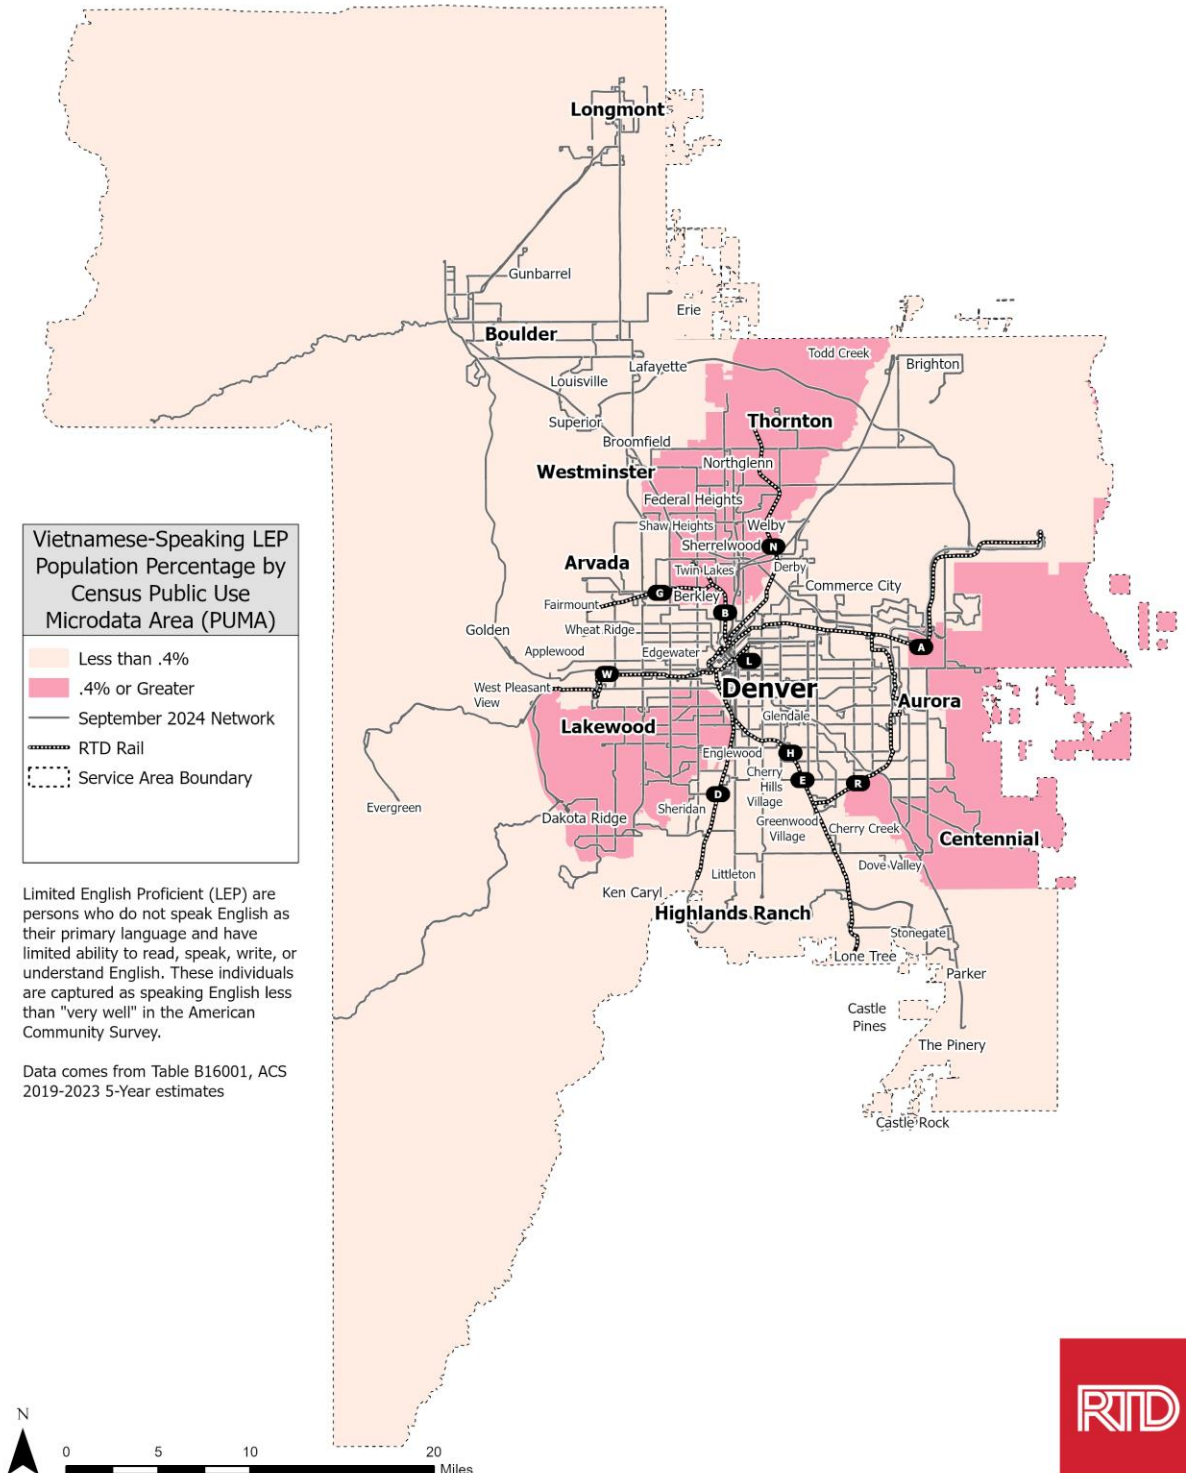 Longmont
Gunbarrel
Erie
Boulder
Todd Creek
Lafayette
Brighton
Louisville
Superior
Thornton
Broomfield
Westminster
Northglenn
Federal Heights
Shaw Heights
Welby
Sherrelwood
N
Arvada
Twin Lakes
Derby
Commerce City
G
Berkley
Fairmount
B
Golden
Wheat Ridge
Applewood
Edgewater
A
L
W
West Pleasant
View
Denver
Aurora
Glendale
Lakewood
Englewood
H
Cherry
Hills
Village
E
R
D
Evergreen
Sheridan
Dakota Ridge
Greenwood
Village
Cherry Creek
Centennial
Dove Valley
Littleton
Ken Caryl
Highlands Ranch
Stonegate
Lone Tree
Parker
Castle
Pines
The Pinery
Castle Rock
Vietnamese-Speaking LEP
Population Percentage by
Census Public Use
Microdata Area (PUMA)
Less than .4%
.4% or Greater
September 2024 Network
RTD Rail
Service Area Boundary
Limited English Proficient (LEP) are
persons who do not speak English as
their primary language and have
limited ability to read, speak, write, or
understand English. These individuals
are captured as speaking English less
than "very well" in the American
Community Survey.
Data comes from Table B16001, ACS
2019-2023 5-Year estimates
N
0 5 10 20
Miles
RTD